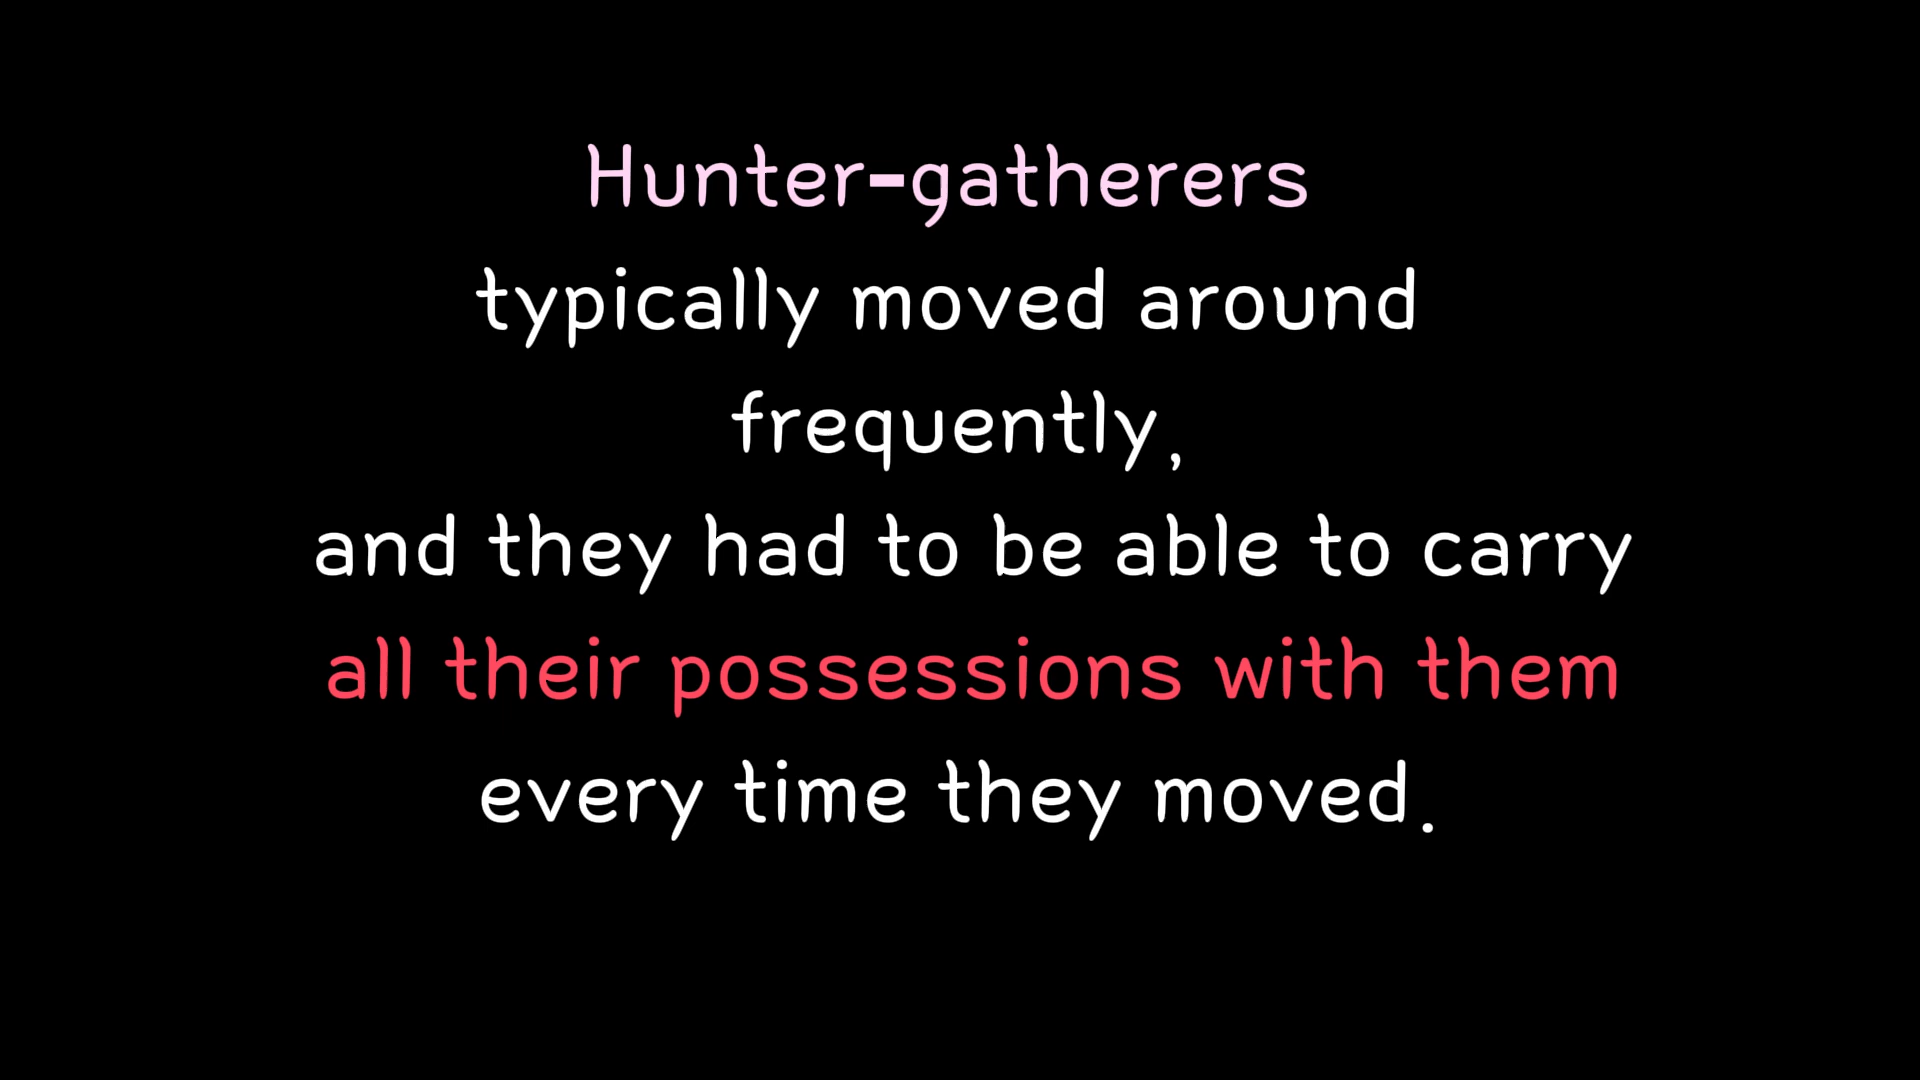 Hunter-gatherers
typically moved around
frequently,
and they had to be able to carry
all their possessions with them
every time they moved.